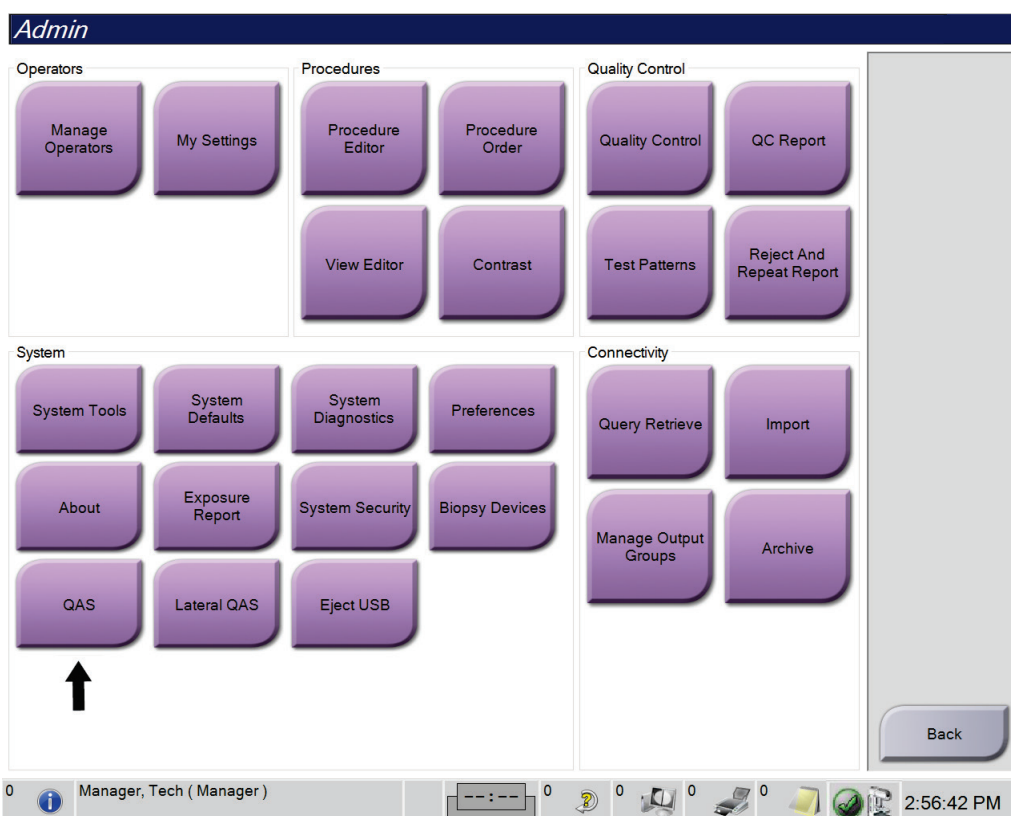 Admin
Operators
Manage
Operators
My Settings
Procedures
Procedure
Editor
Procedure
Order
View Editor
Contrast
Quality Control
Quality Control
QC Report
Test Patterns
Reject And
Repeat Report
System
System Tools
System
Defaults
System
Diagnostics
Preferences
About
Exposure
Report
System Security
Biopsy Devices
QAS
Lateral QAS
Eject USB
Connectivity
Query Retrieve
Import
Manage Output
Groups
Archive
Back
0
Manager, Tech ( Manager )
--:--
0
0
0
0
2:56:42 PM